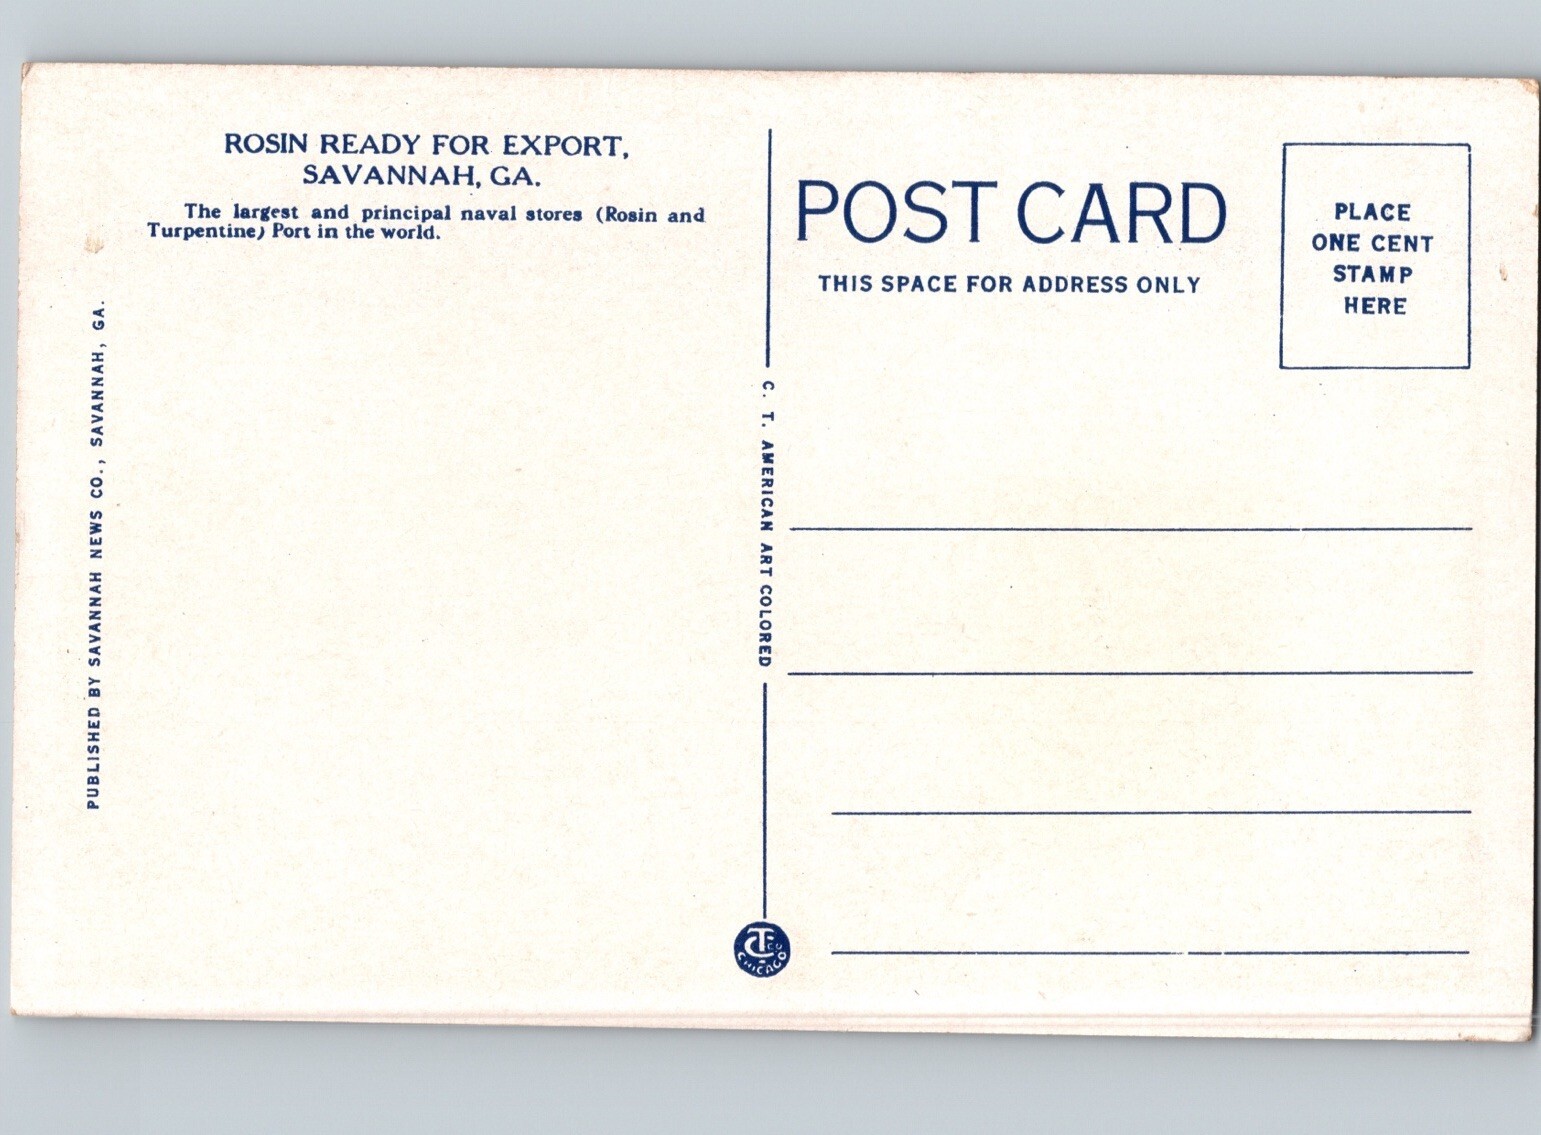 ROSIN READY FOR EXPORT,
SAVANNAH, GA.
The largest and principal naval stores (Rosin and
Turpentine) Port in the world.
PUBLISHED BY SAVANNAH NEWS CO., SAVANNAH, GA.
C. T. AMERICAN ART COLORED
CT CO
CHICAGO
POST CARD
THIS SPACE FOR ADDRESS ONLY
PLACE
ONE CENT
STAMP
HERE